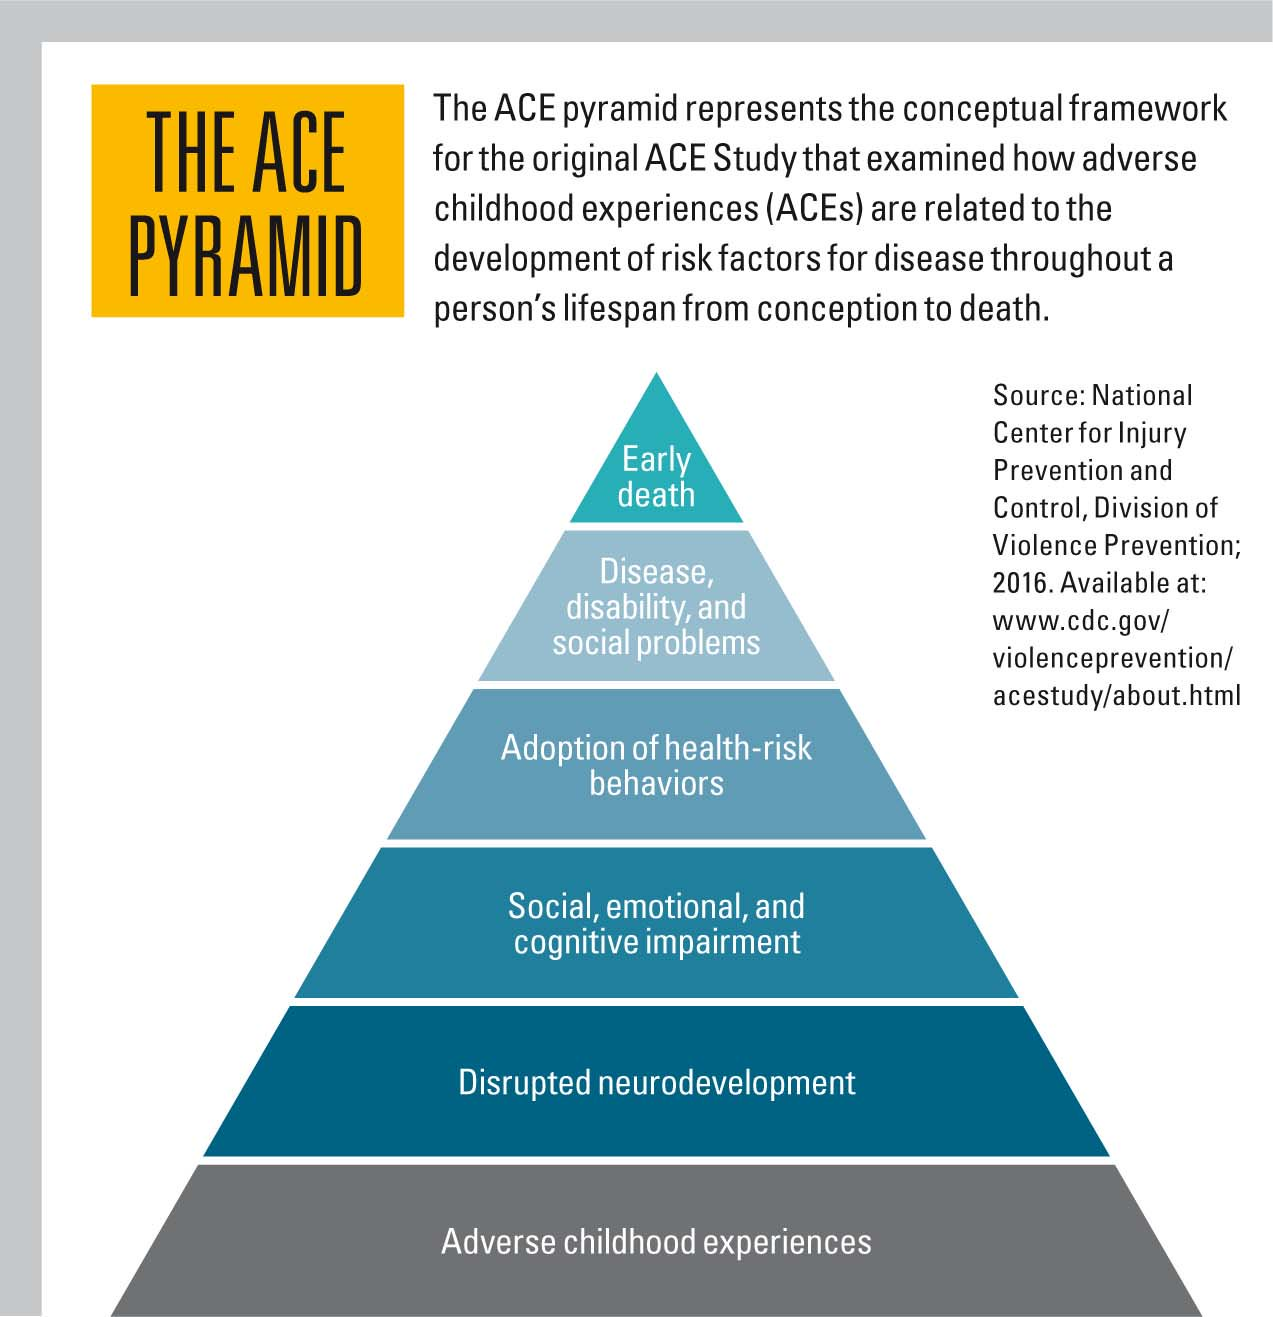 THE ACE
PYRAMID
The ACE pyramid represents the conceptual framework
for the original ACE Study that examined how adverse
childhood experiences (ACEs) are related to the
development of risk factors for disease throughout a
person’s lifespan from conception to death.
Source: National
Center for Injury
Prevention and
Control, Division of
Violence Prevention;
2016. Available at:
www.cdc.gov/
violenceprevention/
acestudy/about.html
Early
death
Disease,
disability, and
social problems
Adoption of health-risk
behaviors
Social, emotional, and
cognitive impairment
Disrupted neurodevelopment
Adverse childhood experiences